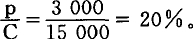 p/C = 3 000/15 000 = 20%。